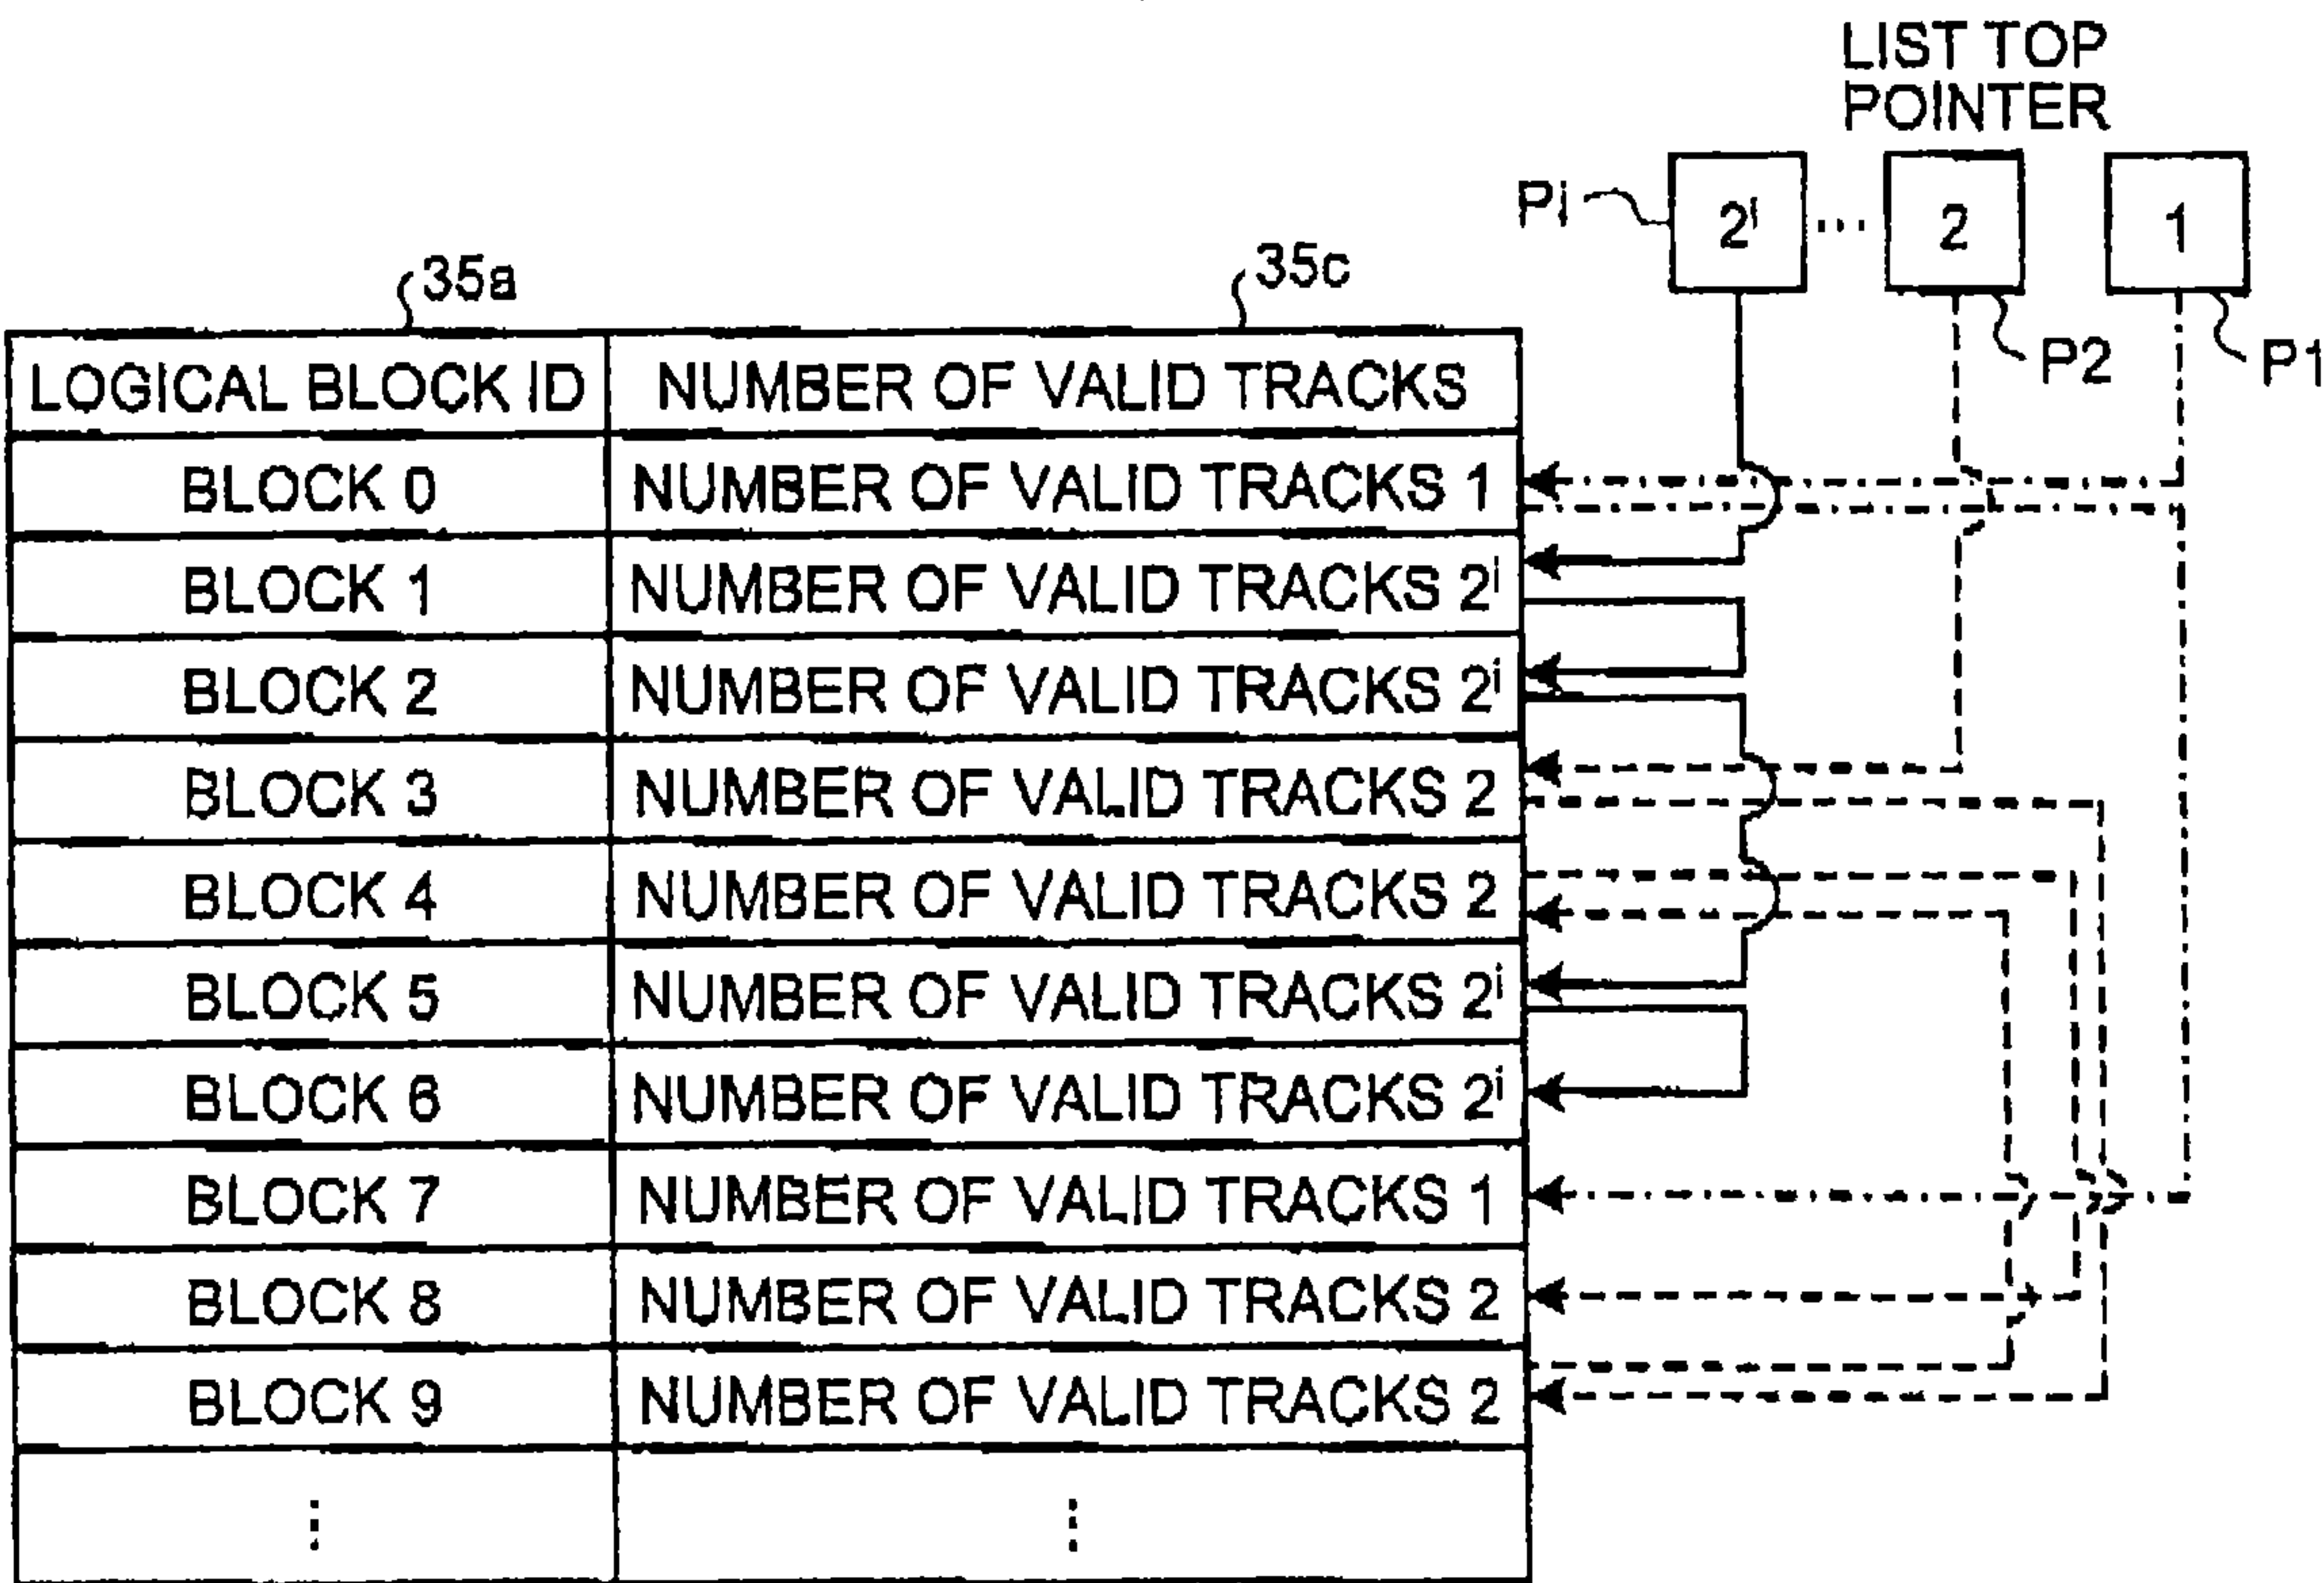 LIST TOP
POINTER
Pi
2ⁱ ... 2 1
P2
P1
35a
35c
LOGICAL BLOCK ID NUMBER OF VALID TRACKS
BLOCK 0 NUMBER OF VALID TRACKS 1
BLOCK 1 NUMBER OF VALID TRACKS 2ⁱ
BLOCK 2 NUMBER OF VALID TRACKS 2ⁱ
BLOCK 3 NUMBER OF VALID TRACKS 2
BLOCK 4 NUMBER OF VALID TRACKS 2
BLOCK 5 NUMBER OF VALID TRACKS 2ⁱ
BLOCK 6 NUMBER OF VALID TRACKS 2ⁱ
BLOCK 7 NUMBER OF VALID TRACKS 1
BLOCK 8 NUMBER OF VALID TRACKS 2
BLOCK 9 NUMBER OF VALID TRACKS 2
⋮ ⋮